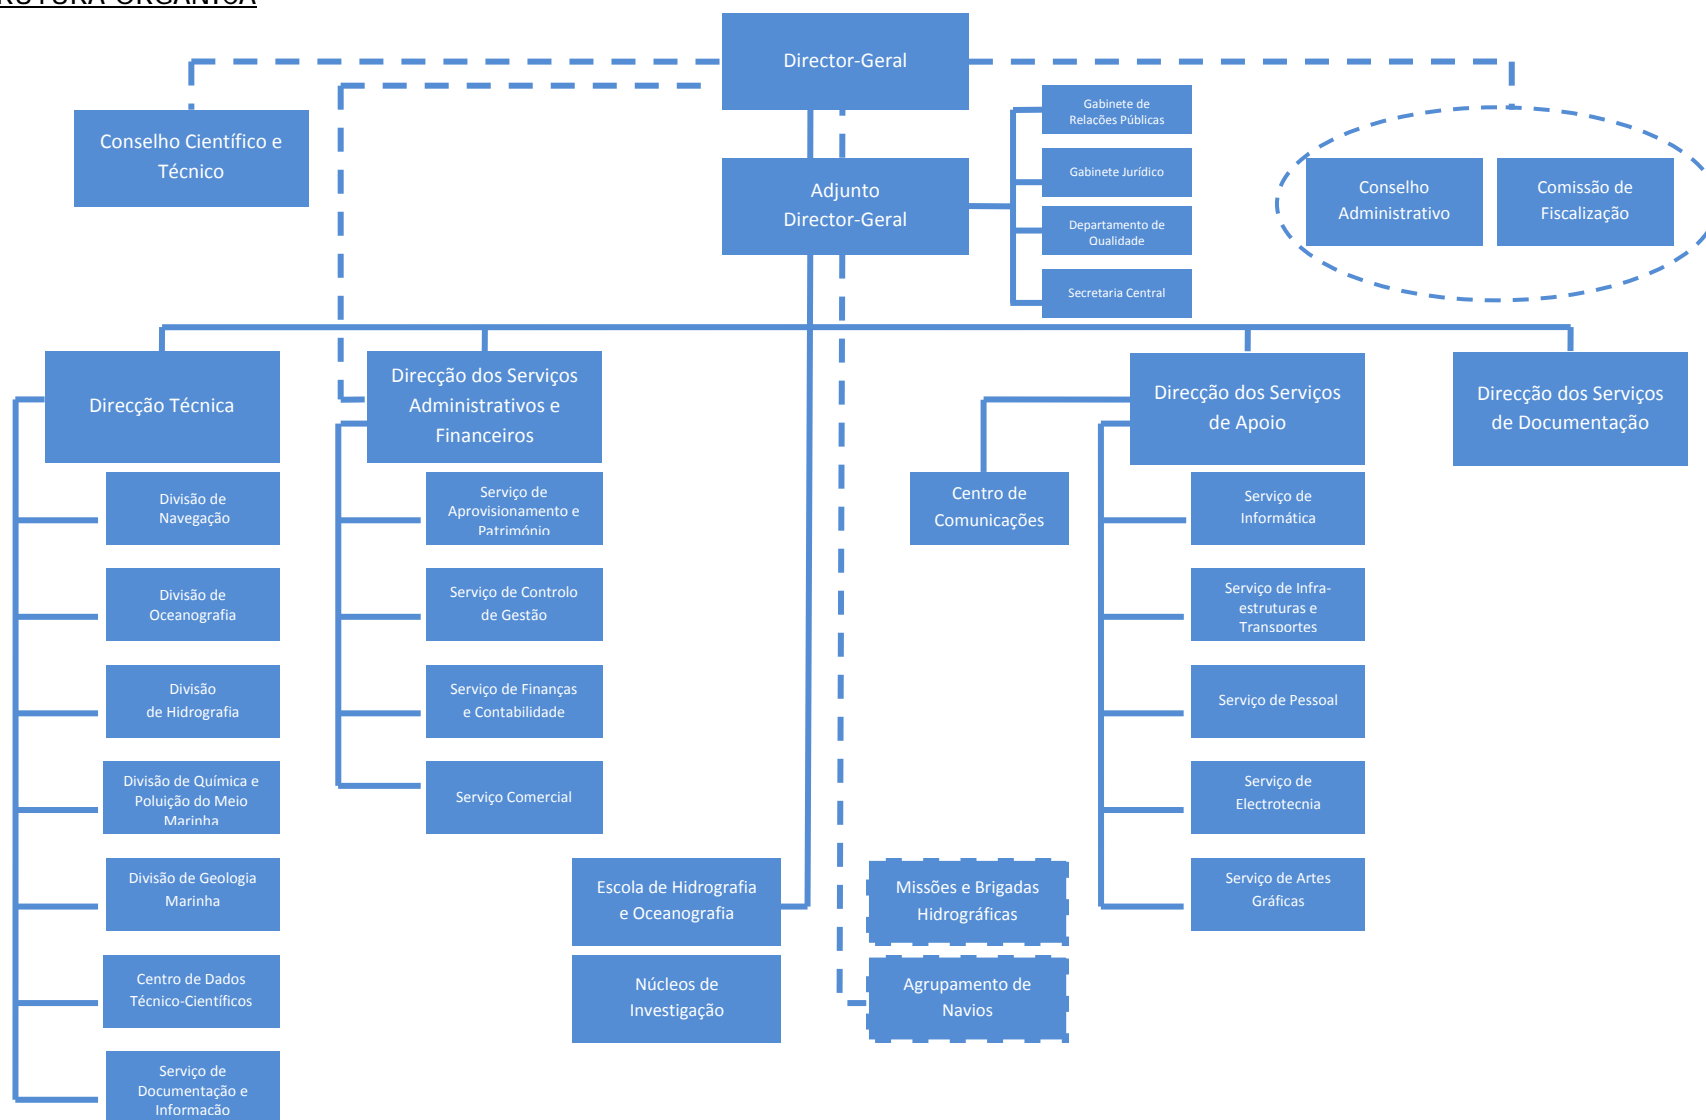 RUTURA ORGÂNICA
Director-Geral
Conselho Científico e
Técnico
Gabinete de
Relações Públicas
Adjunto
Director-Geral
Gabinete Jurídico
Departamento de
Qualidade
Secretaria Central
Conselho
Administrativo
Comissão de
Fiscalização
Direcção Técnica
Direcção dos Serviços
Administrativos e
Financeiros
Direcção dos Serviços
de Apoio
Direcção dos Serviços
de Documentação
Divisão de
Navegação
Divisão de
Oceanografia
Divisão
de Hidrografia
Divisão de Química e
Poluição do Meio
Marinha
Divisão de Geologia
Marinha
Centro de Dados
Técnico-Científicos
Serviço de
Documentação e
Informação
Serviço de
Aprovisionamento e
Património
Serviço de Controlo
de Gestão
Serviço de Finanças
e Contabilidade
Serviço Comercial
Escola de Hidrografia
e Oceanografia
Núcleos de
Investigação
Missões e Brigadas
Hidrográficas
Agrupamento de
Navios
Centro de
Comunicações
Serviço de
Informática
Serviço de Infra-
estruturas e
Transportes
Serviço de Pessoal
Serviço de
Electrotecnia
Serviço de Artes
Gráficas